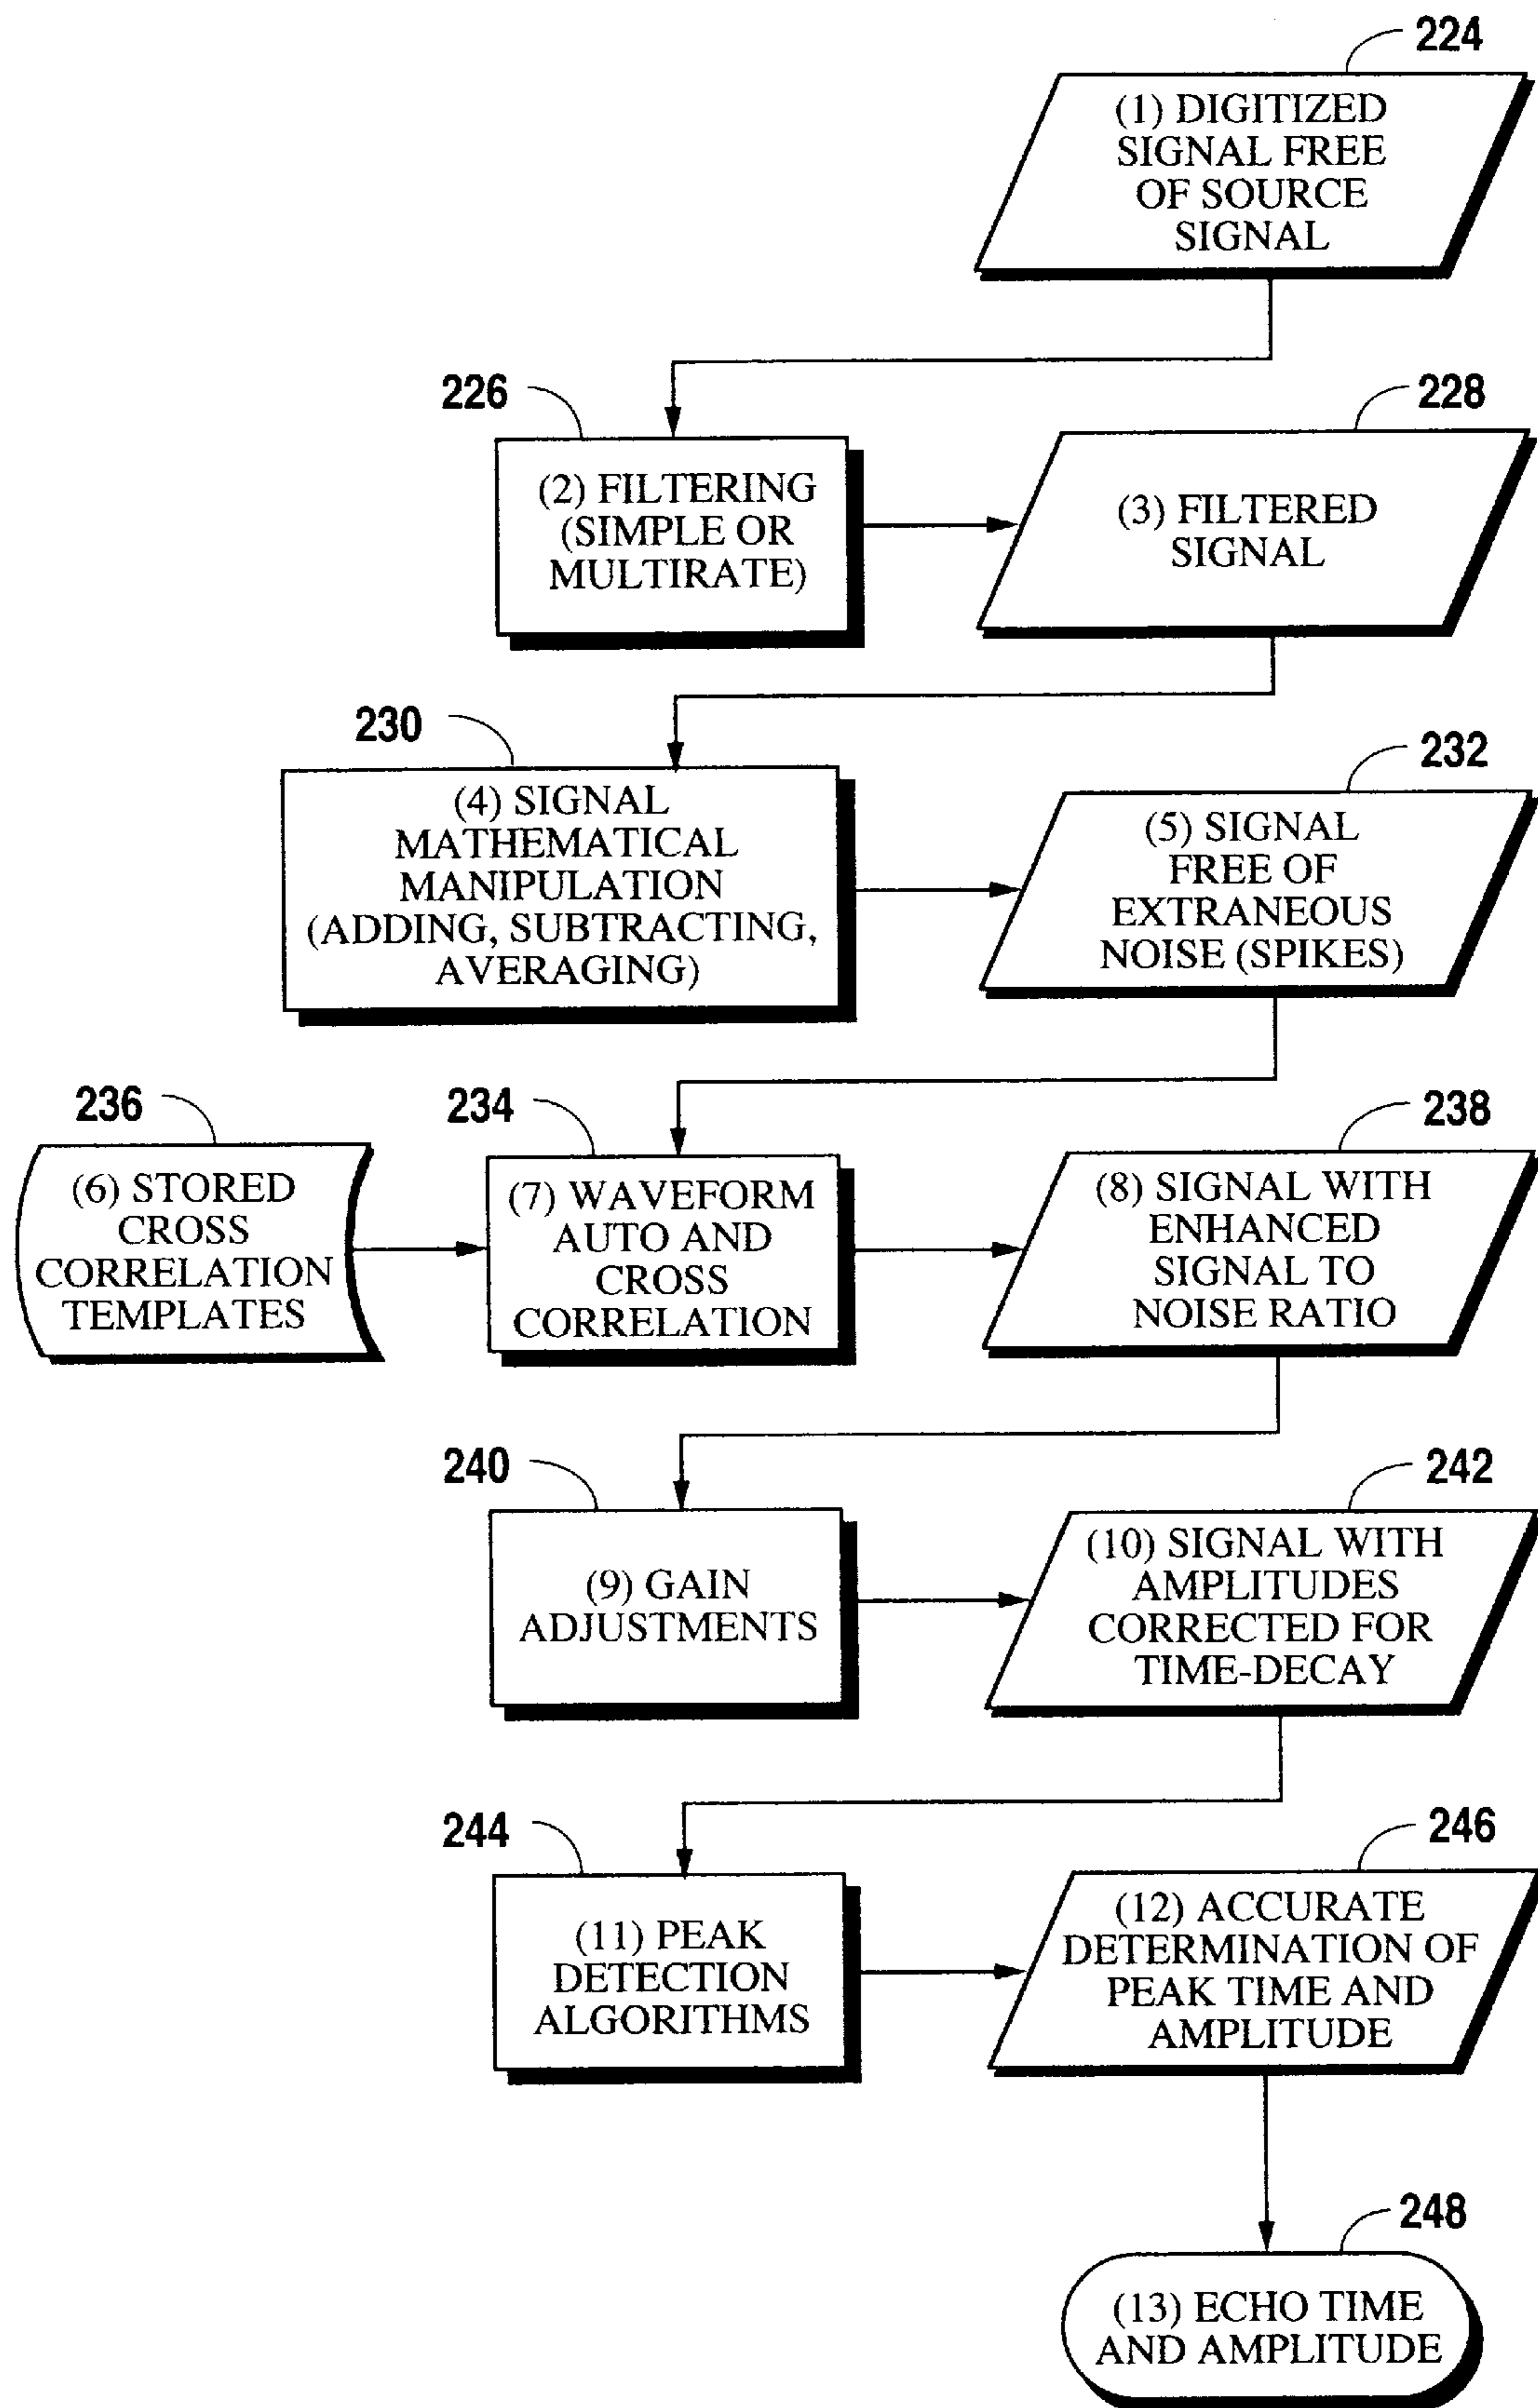 224
(1) DIGITIZED
SIGNAL FREE
OF SOURCE
SIGNAL
226
(2) FILTERING
(SIMPLE OR
MULTIRATE)
228
(3) FILTERED
SIGNAL
230
(4) SIGNAL
MATHEMATICAL
MANIPULATION
(ADDING, SUBTRACTING,
AVERAGING)
232
(5) SIGNAL
FREE OF
EXTRANEOUS
NOISE (SPIKES)
236
(6) STORED
CROSS
CORRELATION
TEMPLATES
234
(7) WAVEFORM
AUTO AND
CROSS
CORRELATION
238
(8) SIGNAL WITH
ENHANCED
SIGNAL TO
NOISE RATIO
240
(9) GAIN
ADJUSTMENTS
242
(10) SIGNAL WITH
AMPLITUDES
CORRECTED FOR
TIME-DECAY
244
(11) PEAK
DETECTION
ALGORITHMS
246
(12) ACCURATE
DETERMINATION OF
PEAK TIME AND
AMPLITUDE
248
(13) ECHO TIME
AND AMPLITUDE